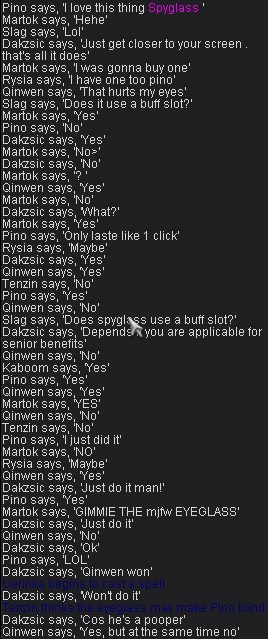 Pino says, 'I love this thing Spyglass '
Martok says, 'Hehe'
Slag says, 'Lol'
Dakzsic says, 'Just get closer to your screen .
that's all it does'
Martok says, 'I was gonna buy one'
Rysia says, 'I have one too pino'
Qinwen says, 'That hurts my eyes'
Slag says, 'Does it use a buff slot?'
Martok says, 'Yes'
Pino says, 'No'
Dakzsic says, 'Yes'
Martok says, 'No>'
Dakzsic says, 'No'
Martok says, '? '
Qinwen says, 'Yes'
Martok says, 'No'
Dakzsic says, 'What?'
Martok says, 'Yes'
Pino says, 'Only laste like 1 click'
Rysia says, 'Maybe'
Dakzsic says, 'Yes'
Qinwen says, 'Yes'
Tenzin says, 'No'
Pino says, 'Yes'
Qinwen says, 'No'
Slag says, 'Does spyglass use a buff slot?'
Dakzsic says, 'Depends if you are applicable for
senior benefits'
Qinwen says, 'No'
Kaboom says, 'Yes'
Pino says, 'Yes'
Qinwen says, 'Yes'
Martok says, 'YES'
Qinwen says, 'No'
Tenzin says, 'No'
Pino says, 'I just did it'
Martok says, 'NO'
Rysia says, 'Maybe'
Qinwen says, 'Yes'
Dakzsic says, 'Just do it man!'
Pino says, 'Yes'
Martok says, 'GIMMIE THE mjfw EYEGLASS'
Dakzsic says, 'Just do it'
Qinwen says, 'No'
Dakzsic says, 'Ok'
Pino says, 'LOL'
Dakzsic says, 'Qinwen won'
begins to cast a spell.
Dakzsic says, 'Won't do it'
Tenzin thinks the eyeglass may make Pino blind
Dakzsic says, 'Cos he's a pooper'
Qinwen says, 'Yes, but at the same time no'